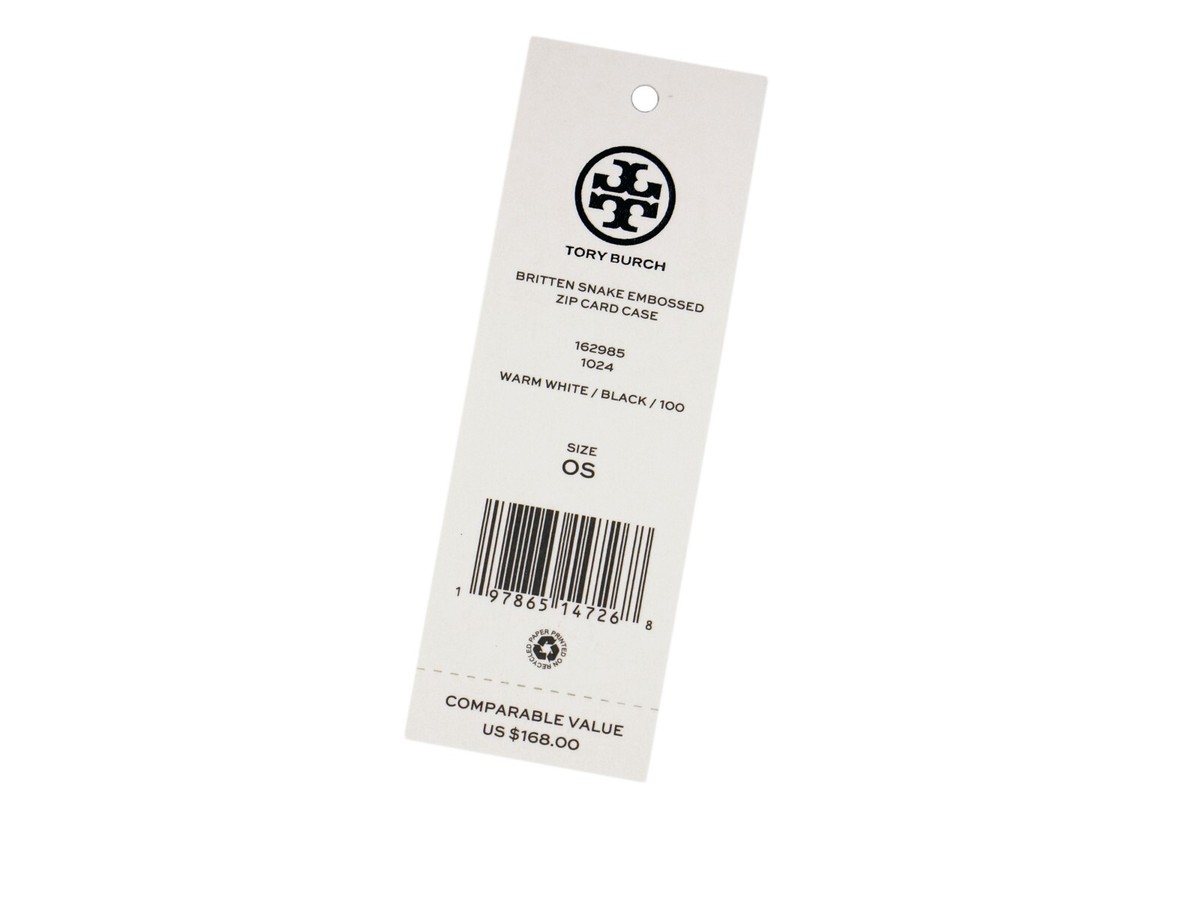 TORY BURCH
BRITTEN SNAKE EMBOSSED
ZIP CARD CASE
162985
1024
WARM WHITE / BLACK / 100
SIZE
OS
1 97865 14726 8
PRINTED ON RECYCLED PAPER
COMPARABLE VALUE
US $168.00